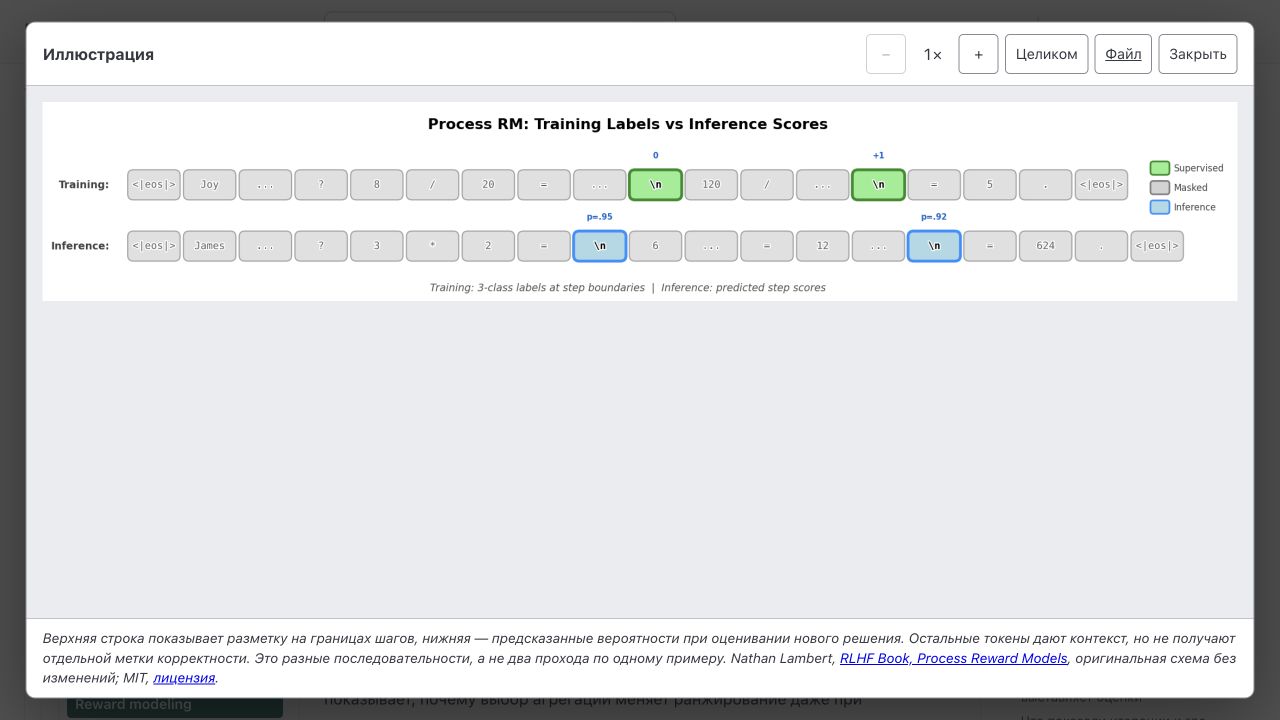 Иллюстрация
−
1×
+
Целиком
Файл
Закрыть
Process RM: Training Labels vs Inference Scores
0
+1
Training:
<|eos|> Joy ... ? 8 / 20 = ... \n 120 / ... \n = 5 . <|eos|>
Supervised
Masked
Inference
p=.95
p=.92
Inference:
<|eos|> James ... ? 3 * 2 = \n 6 ... = 12 ... \n = 624 . <|eos|>
Training: 3-class labels at step boundaries | Inference: predicted step scores
Верхняя строка показывает разметку на границах шагов, нижняя — предсказанные вероятности при оценивании нового решения. Остальные токены дают контекст, но не получают
отдельной метки корректности. Это разные последовательности, а не два прохода по одному примеру. Nathan Lambert, RLHF Book, Process Reward Models, оригинальная схема без
изменений; MIT, лицензия.
Reward modeling
показывает, почему выбор агрегации меняет ранжирование даже при